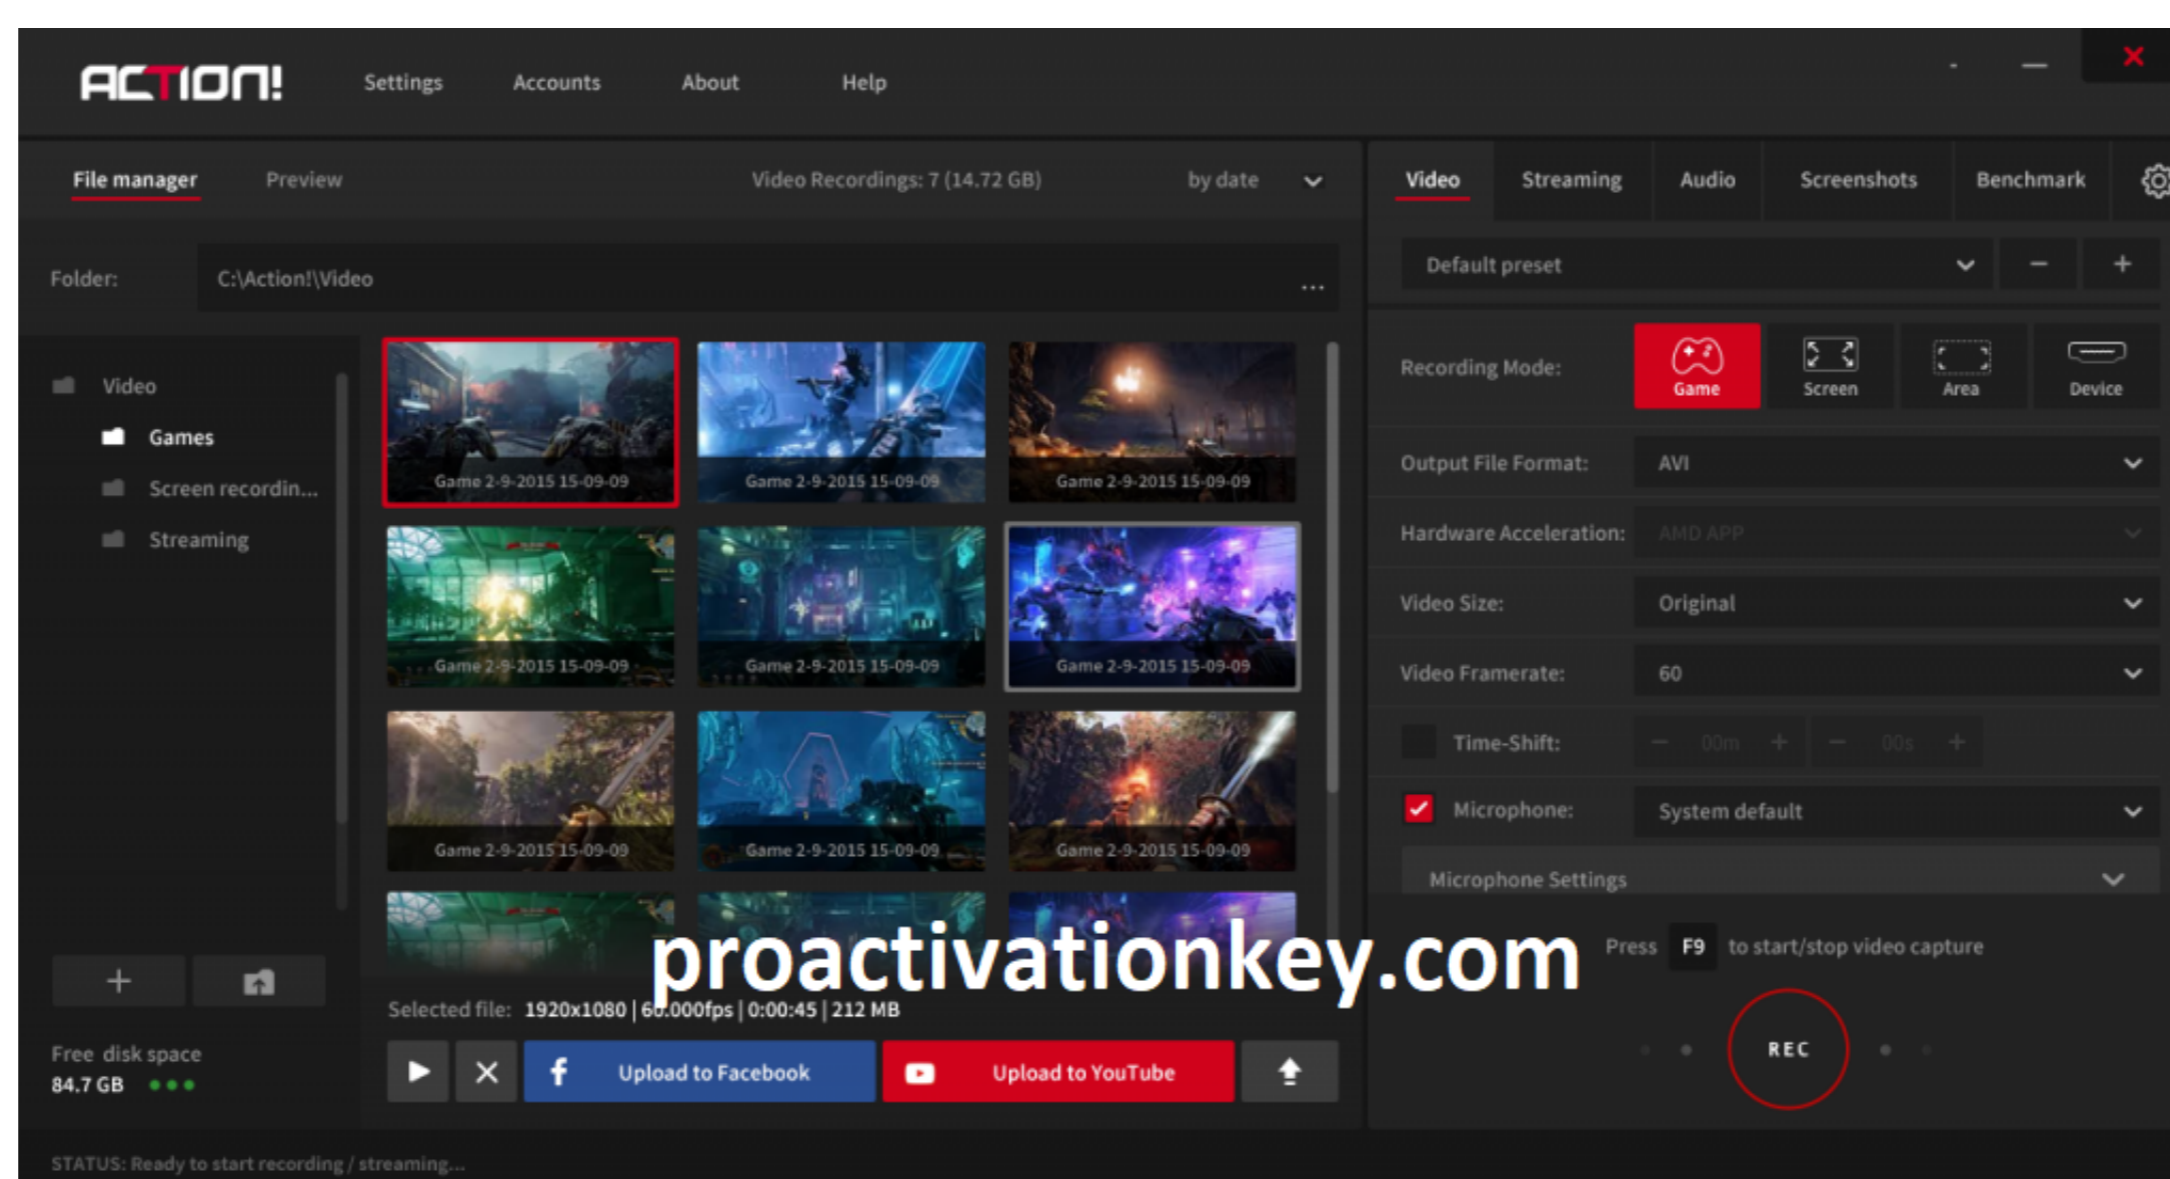 ACTION!
Settings Accounts About Help
File manager Preview Video Recordings: 7 (14.72 GB) by date
Video Streaming Audio Screenshots Benchmark
Folder: C:\Action!\Video ...
Default preset
Video
Games
Screen recordin...
Streaming
Game 2-9-2015 15-09-09 Game 2-9-2015 15-09-09 Game 2-9-2015 15-09-09
Game 2-9-2015 15-09-09 Game 2-9-2015 15-09-09 Game 2-9-2015 15-09-09
Game 2-9-2015 15-09-09 Game 2-9-2015 15-09-09 Game 2-9-2015 15-09-09
Recording Mode: Game Screen Area Device
Output File Format: AVI
Hardware Acceleration: AMD APP
Video Size: Original
Video Framerate: 60
Time-Shift: − 00m + − 00s +
Microphone: System default
Microphone Settings
proactivationkey.com
Press F9 to start/stop video capture
REC
Selected file: 1920x1080 | 60.000fps | 0:00:45 | 212 MB
Upload to Facebook Upload to YouTube
Free disk space
84.7 GB
STATUS: Ready to start recording / streaming...